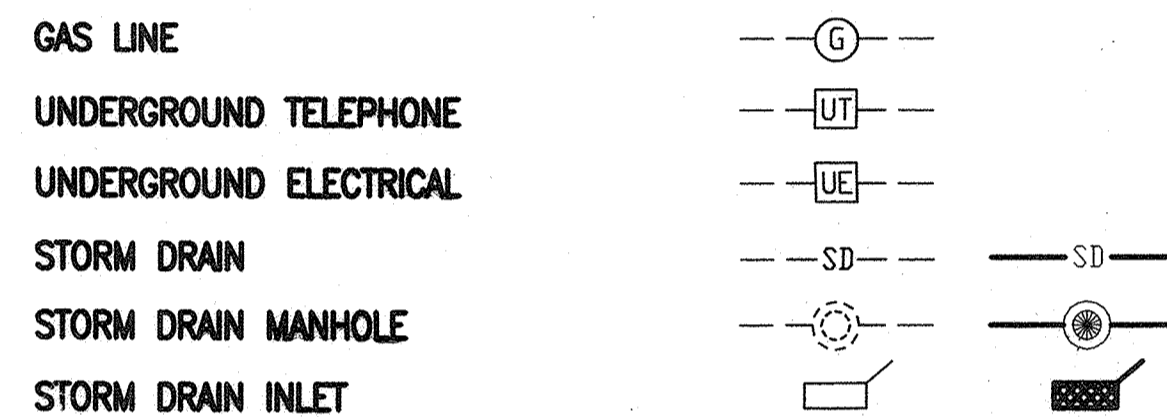 GAS LINE G
UNDERGROUND TELEPHONE UT
UNDERGROUND ELECTRICAL UE
STORM DRAIN SD SD
STORM DRAIN MANHOLE
STORM DRAIN INLET